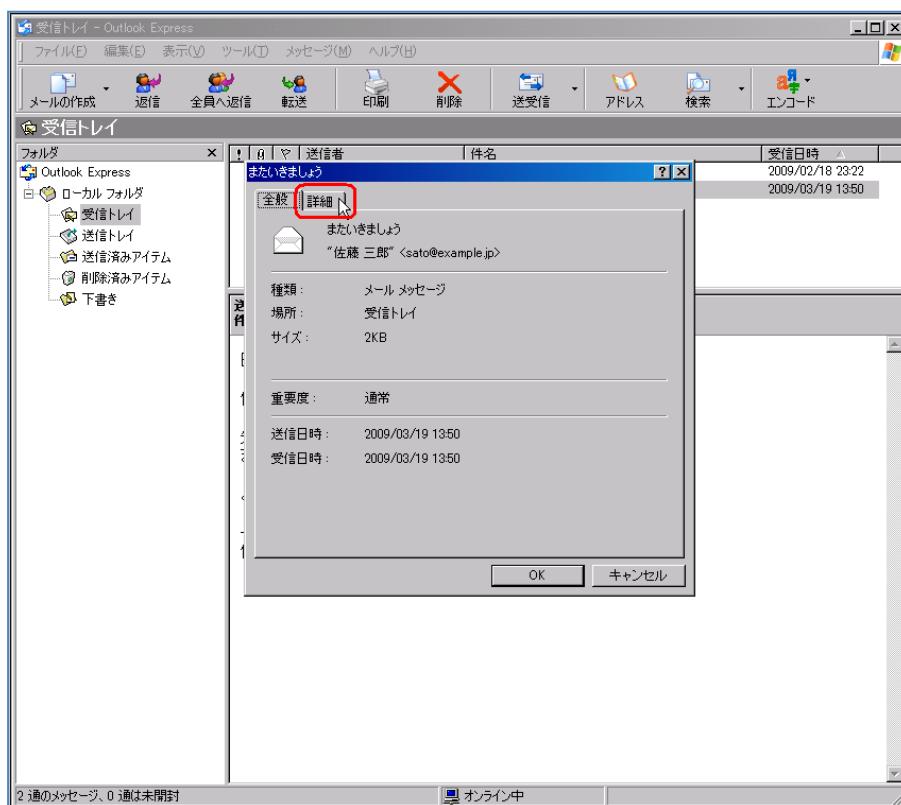 受信トレイ - Outlook Express
ファイル(F) 編集(E) 表示(V) ツール(T) メッセージ(M) ヘルプ(H)
メールの作成 返信 全員へ返信 転送 印刷 削除 送受信 アドレス 検索 エンコード
受信トレイ
フォルダ ×
! 送信者 件名 受信日時
Outlook Express
2009/02/18 23:22
ローカル フォルダ
2009/03/19 13:50
受信トレイ
送信トレイ
送信済みアイテム
削除済みアイテム
下書き
またいきましょう
全般 詳細
またいきましょう
"佐藤 三郎" <sato@example.jp>
種類： メール メッセージ
場所： 受信トレイ
サイズ： 2KB
重要度： 通常
送信日時： 2009/03/19 13:50
受信日時： 2009/03/19 13:50
OK キャンセル
2 通のメッセージ、0 通は未開封 オンライン中